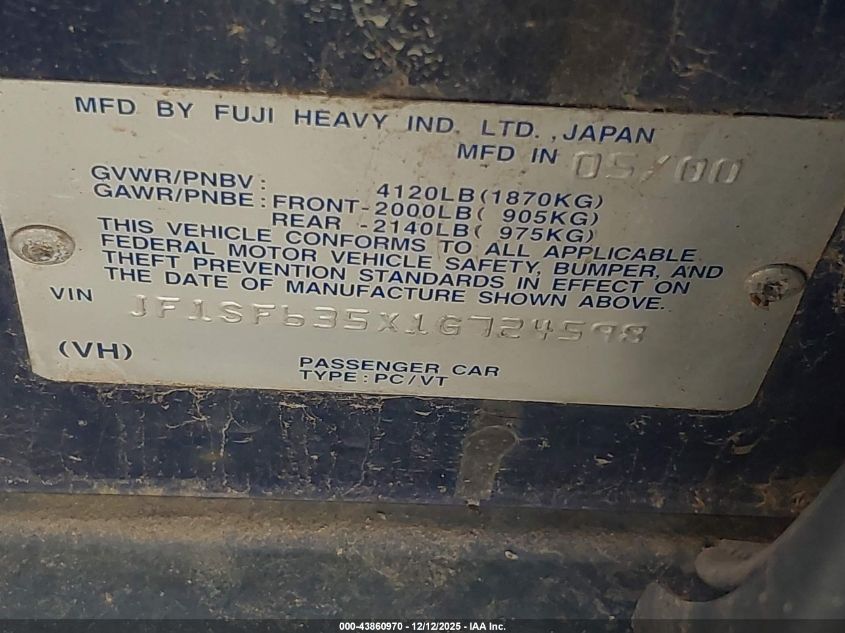 MFD BY FUJI HEAVY IND. LTD., JAPAN
MFD IN 05/00
GVWR/PNBV: 4120LB(1870KG)
GAWR/PNBE: FRONT-2000LB( 905KG)
REAR -2140LB( 975KG)
THIS VEHICLE CONFORMS TO ALL APPLICABLE
FEDERAL MOTOR VEHICLE SAFETY, BUMPER, AND
THEFT PREVENTION STANDARDS IN EFFECT ON
THE DATE OF MANUFACTURE SHOWN ABOVE.
VIN JF1SF635X1G724598
(VH) PASSENGER CAR
TYPE:PC/VT
000-43860970 - 12/12/2025 - IAA Inc.